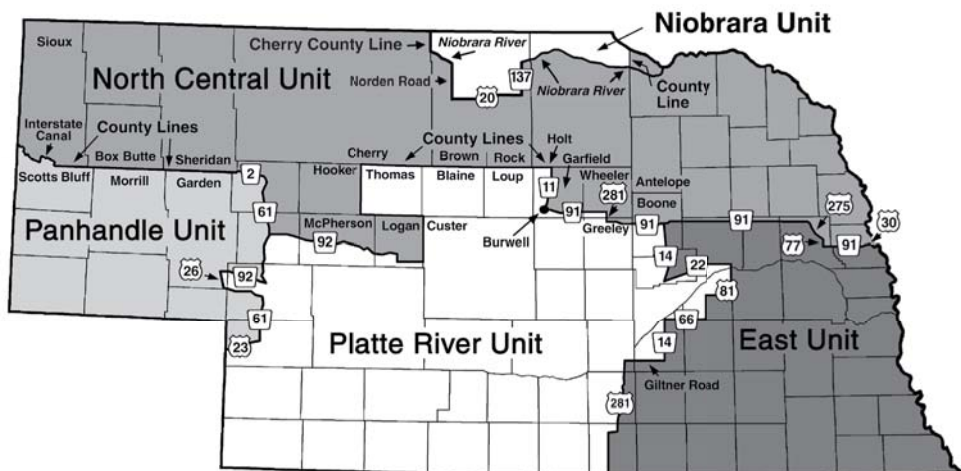 Niobrara Unit
Sioux
Cherry County Line
Niobrara River
North Central Unit
Norden Road
137
20
Niobrara River
County
Line
Interstate
Canal
County Lines
County Lines
Holt
Box Butte
Sheridan
Cherry
Brown
Rock
Garfield
Scotts Bluff
Morrill
Garden
2
Hooker
Thomas
Blaine
Loup
11
Wheeler
281
Antelope
61
Boone
275
McPherson
Logan
Custer
Burwell
91
Greeley
91
91
30
Panhandle Unit
92
77
91
26
92
14
22
81
61
66
23
Platte River Unit
14
East Unit
281
Giltner Road